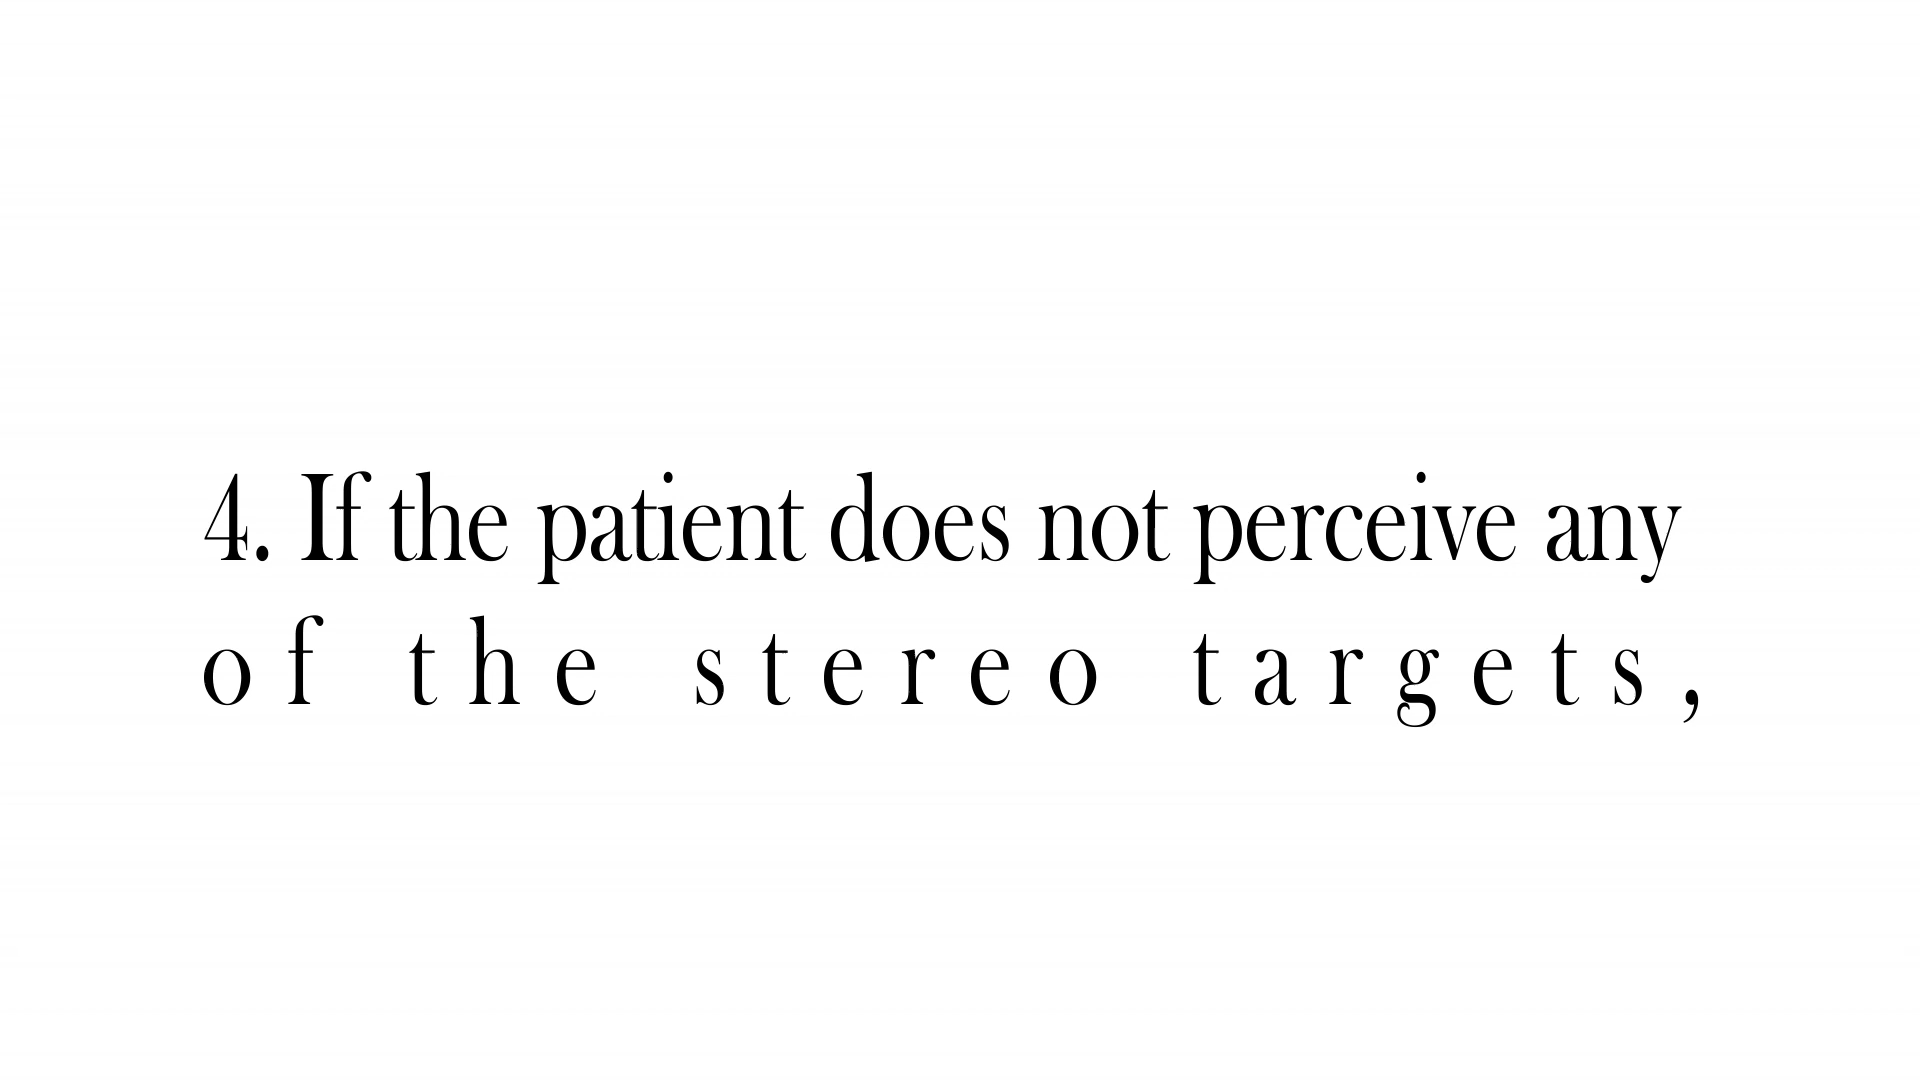 4. If the patient does not perceive any
of the stereo targets,